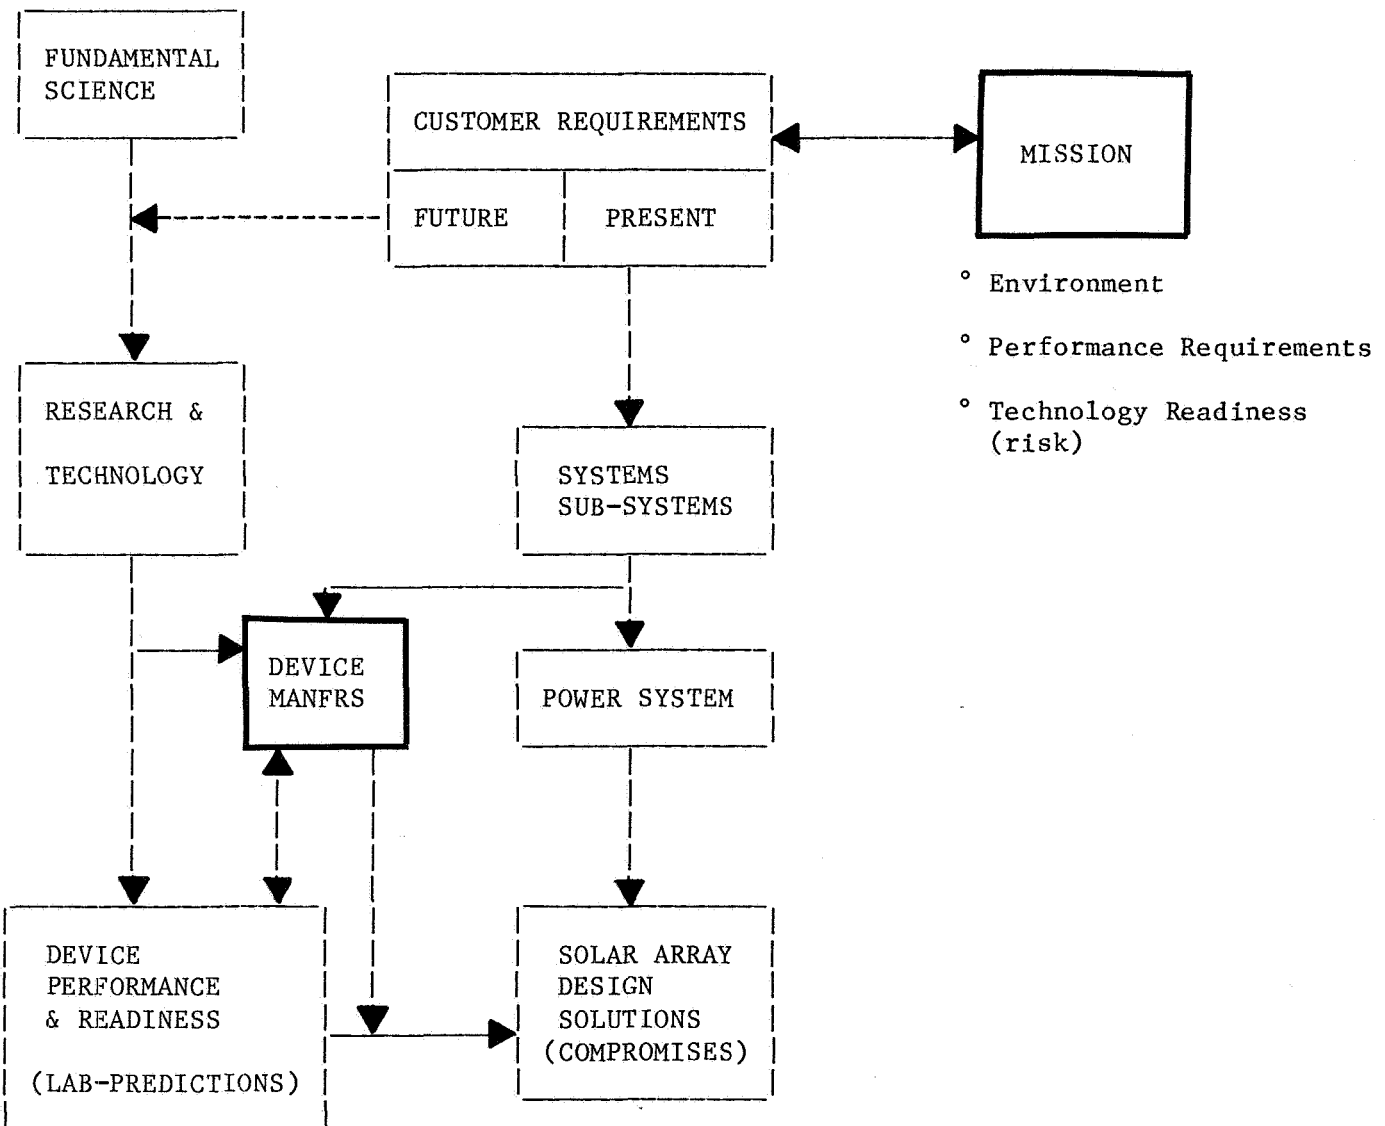 FUNDAMENTAL
SCIENCE
CUSTOMER REQUIREMENTS
MISSION
FUTURE
PRESENT
° Environment
° Performance Requirements
° Technology Readiness
(risk)
RESEARCH &
TECHNOLOGY
SYSTEMS
SUB-SYSTEMS
DEVICE
MANFRS
POWER SYSTEM
DEVICE
PERFORMANCE
& READINESS
(LAB-PREDICTIONS)
SOLAR ARRAY
DESIGN
SOLUTIONS
(COMPROMISES)